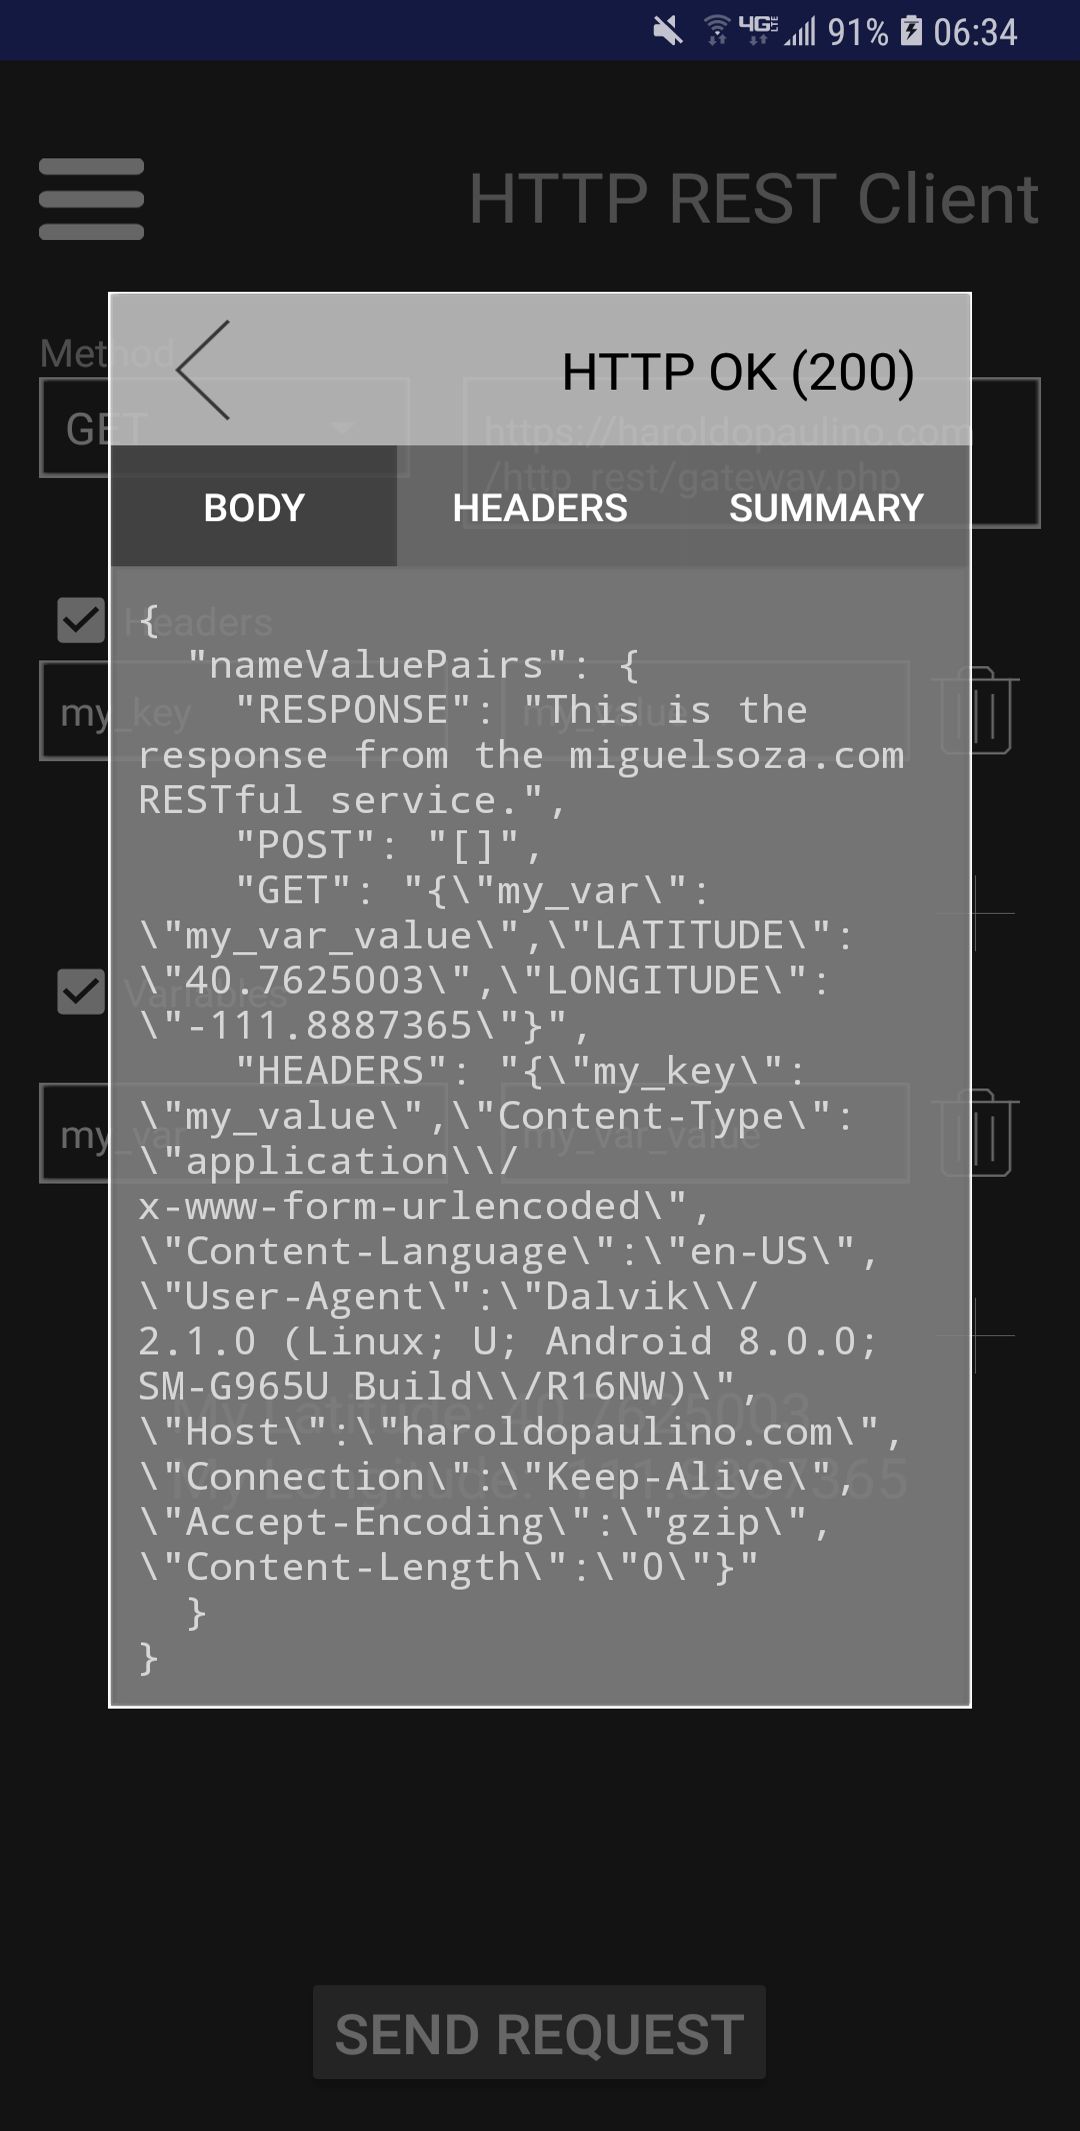 4G LTE 91% 06:34
HTTP REST Client
Method
HTTP OK (200)
GET
https://haroldopaulino.com
/http_rest/gateway.php
BODY HEADERS SUMMARY
Headers
my_key my_value
Variables
my_var my_var_value
{
"nameValuePairs": {
"RESPONSE": "This is the
response from the miguelsoza.com
RESTful service.",
"POST": "[]",
"GET": "{\"my_var\":
\"my_var_value\",\"LATITUDE\":
\"40.7625003\",\"LONGITUDE\":
\"-111.8887365\"}",
"HEADERS": "{\"my_key\":
\"my_value\",\"Content-Type\":
\"application\\/
x-www-form-urlencoded\",
\"Content-Language\":\"en-US\",
\"User-Agent\":\"Dalvik\\/
2.1.0 (Linux; U; Android 8.0.0;
SM-G965U Build\\/R16NW)\",
\"Host\":\"haroldopaulino.com\",
\"Connection\":\"Keep-Alive\",
\"Accept-Encoding\":\"gzip\",
\"Content-Length\":\"0\"}"
}
}
My Latitude: 40.7625003
My Longitude: -111.8887365
SEND REQUEST